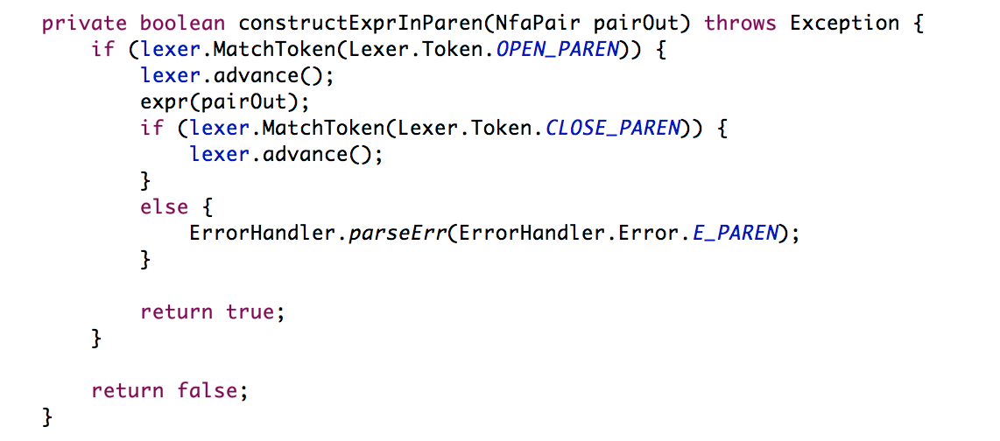 private boolean constructExprInParen(NfaPair pairOut) throws Exception {
    if (lexer.MatchToken(Lexer.Token.OPEN_PAREN)) {
        lexer.advance();
        expr(pairOut);
        if (lexer.MatchToken(Lexer.Token.CLOSE_PAREN)) {
            lexer.advance();
        }
        else {
            ErrorHandler.parseErr(ErrorHandler.Error.E_PAREN);
        }

        return true;
    }

    return false;
}